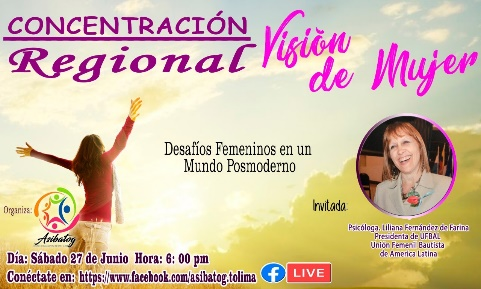 CONCENTRACIÓN
Regional
Visiòn
de Mujer
Desafíos Femeninos en un
Mundo Posmoderno
Invitada:
Psicóloga, Liliana Fernández de Farina
Presidenta de UFBAL
Unión Femenil Bautista
de America Latina
Organiza:
Asibatog
Día: Sábado 27 de Junio Hora: 6: 00 pm
Conéctate en: https:/www.facebook.com/asibatog.tolima
f LIVE